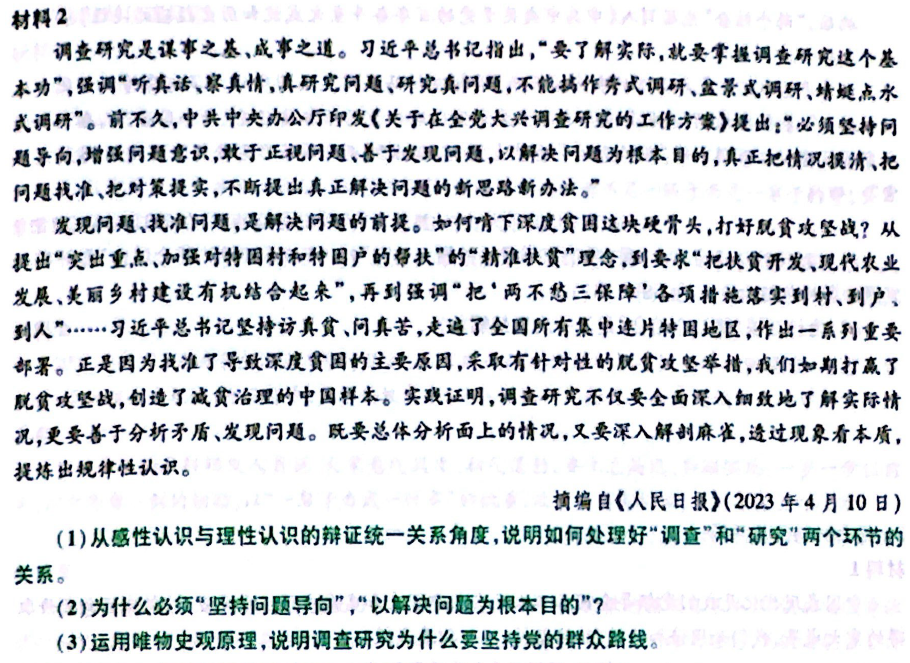 材料2
调查研究是谋事之基、成事之道。习近平总书记指出,“要了解实际,就要掌握调查研究这个基
本功”,强调“听真话、察真情,真研究问题、研究真问题,不能搞作秀式调研、盆景式调研、蜻蜓点水
式调研”。前不久,中共中央办公厅印发《关于在全党大兴调查研究的工作方案》提出:“必须坚持问
题导向,增强问题意识,敢于正视问题、善于发现问题,以解决问题为根本目的,真正把情况摸清、把
问题找准、把对策提实,不断提出真正解决问题的新思路新办法。”
发现问题、找准问题,是解决问题的前提。如何啃下深度贫困这块硬骨头,打好脱贫攻坚战?从
提出“突出重点、加强对特困村和特困户的帮扶”的“精准扶贫”理念,到要求“把扶贫开发、现代农业
发展、美丽乡村建设有机结合起来”,再到强调“把‘两不愁三保障’各项措施落实到村、到户、
到人”……习近平总书记坚持访真贫、问真苦,走遍了全国所有集中连片特困地区,作出一系列重要
部署。正是因为找准了导致深度贫困的主要原因,采取有针对性的脱贫攻坚举措,我们如期打赢了
脱贫攻坚战,创造了减贫治理的中国样本。实践证明,调查研究不仅要全面深入细致地了解实际情
况,更要善于分析矛盾、发现问题。既要总体分析面上的情况,又要深入解剖麻雀,透过现象看本质,
提炼出规律性认识。
摘编自《人民日报》(2023年4月10日)
(1)从感性认识与理性认识的辩证统一关系角度,说明如何处理好“调查”和“研究”两个环节的
关系。
(2)为什么必须“坚持问题导向”,“以解决问题为根本目的”?
(3)运用唯物史观原理,说明调查研究为什么要坚持党的群众路线。